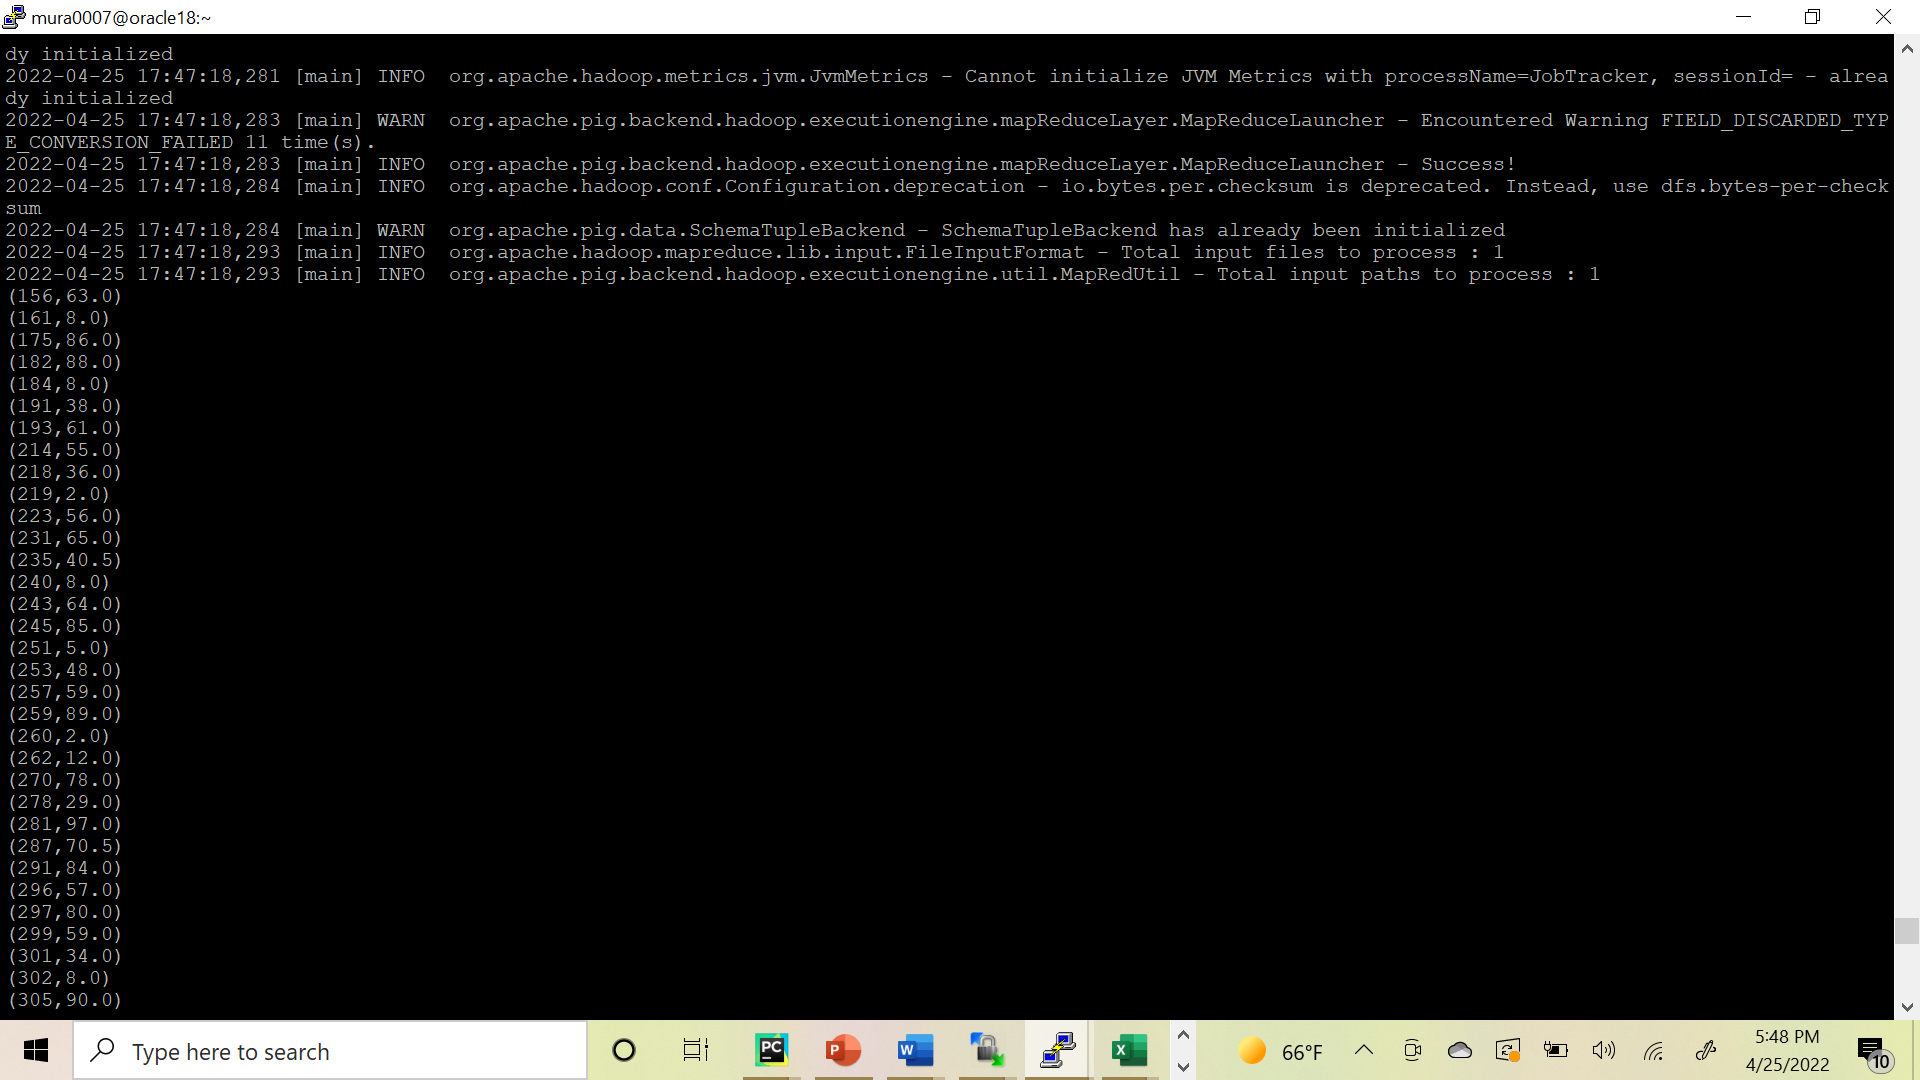 mura0007@oracle18:~
dy initialized
2022-04-25 17:47:18,281 [main] INFO  org.apache.hadoop.metrics.jvm.JvmMetrics - Cannot initialize JVM Metrics with processName=JobTracker, sessionId= - alrea
dy initialized
2022-04-25 17:47:18,283 [main] WARN  org.apache.pig.backend.hadoop.executionengine.mapReduceLayer.MapReduceLauncher - Encountered Warning FIELD_DISCARDED_TYP
E_CONVERSION_FAILED 11 time(s).
2022-04-25 17:47:18,283 [main] INFO  org.apache.pig.backend.hadoop.executionengine.mapReduceLayer.MapReduceLauncher - Success!
2022-04-25 17:47:18,284 [main] INFO  org.apache.hadoop.conf.Configuration.deprecation - io.bytes.per.checksum is deprecated. Instead, use dfs.bytes-per-check
sum
2022-04-25 17:47:18,284 [main] WARN  org.apache.pig.data.SchemaTupleBackend - SchemaTupleBackend has already been initialized
2022-04-25 17:47:18,293 [main] INFO  org.apache.hadoop.mapreduce.lib.input.FileInputFormat - Total input files to process : 1
2022-04-25 17:47:18,293 [main] INFO  org.apache.pig.backend.hadoop.executionengine.util.MapRedUtil - Total input paths to process : 1
(156,63.0)
(161,8.0)
(175,86.0)
(182,88.0)
(184,8.0)
(191,38.0)
(193,61.0)
(214,55.0)
(218,36.0)
(219,2.0)
(223,56.0)
(231,65.0)
(235,40.5)
(240,8.0)
(243,64.0)
(245,85.0)
(251,5.0)
(253,48.0)
(257,59.0)
(259,89.0)
(260,2.0)
(262,12.0)
(270,78.0)
(278,29.0)
(281,97.0)
(287,70.5)
(291,84.0)
(296,57.0)
(297,80.0)
(299,59.0)
(301,34.0)
(302,8.0)
(305,90.0)
Type here to search
PC
P
W
X
66°F
5:48 PM
4/25/2022
10